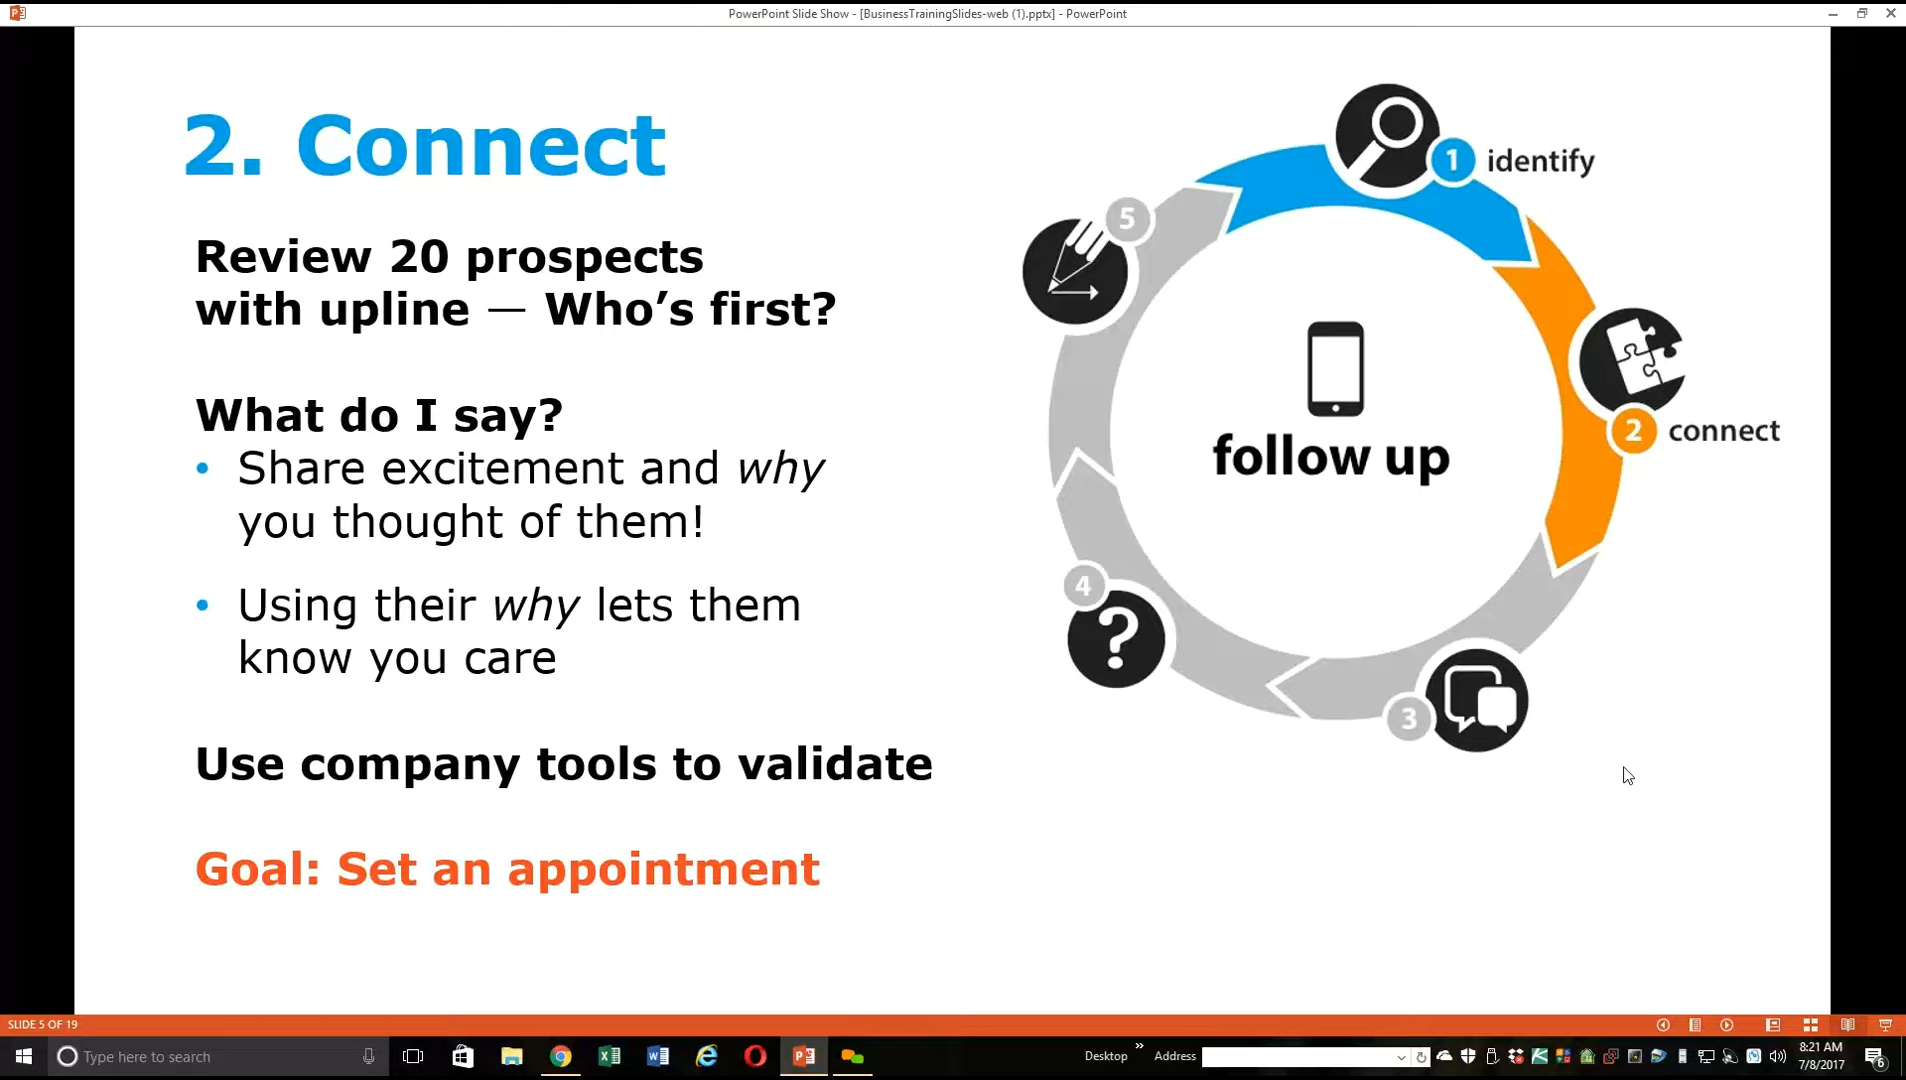 PowerPoint Slide Show - [BusinessTrainingSlides-web (1).pptx] - PowerPoint
2. Connect
Review 20 prospects
with upline — Who’s first?
What do I say?
• Share excitement and why
you thought of them!
• Using their why lets them
know you care
Use company tools to validate
Goal: Set an appointment
1 identify
2 connect
3
4
5
follow up
SLIDE 5 OF 19
Type here to search
Desktop
Address
8:21 AM
7/8/2017
6